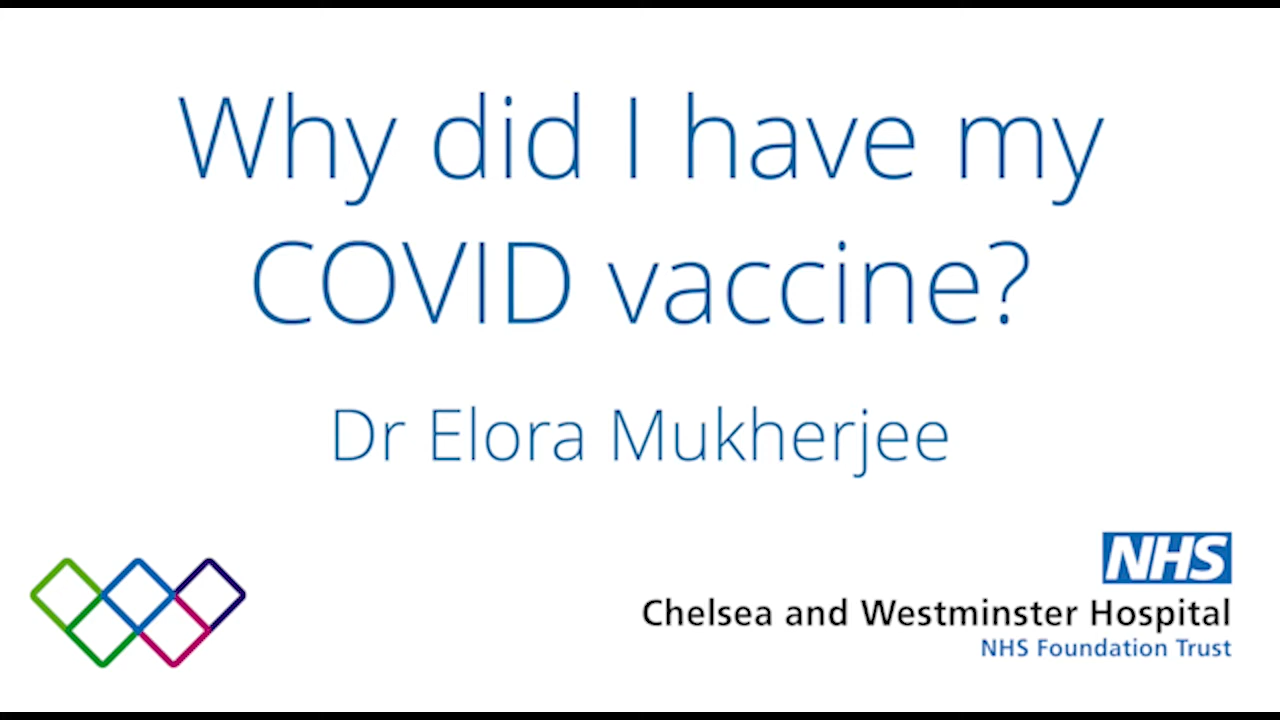 Why did I have my
COVID vaccine?
Dr Elora Mukherjee
NHS
Chelsea and Westminster Hospital
NHS Foundation Trust